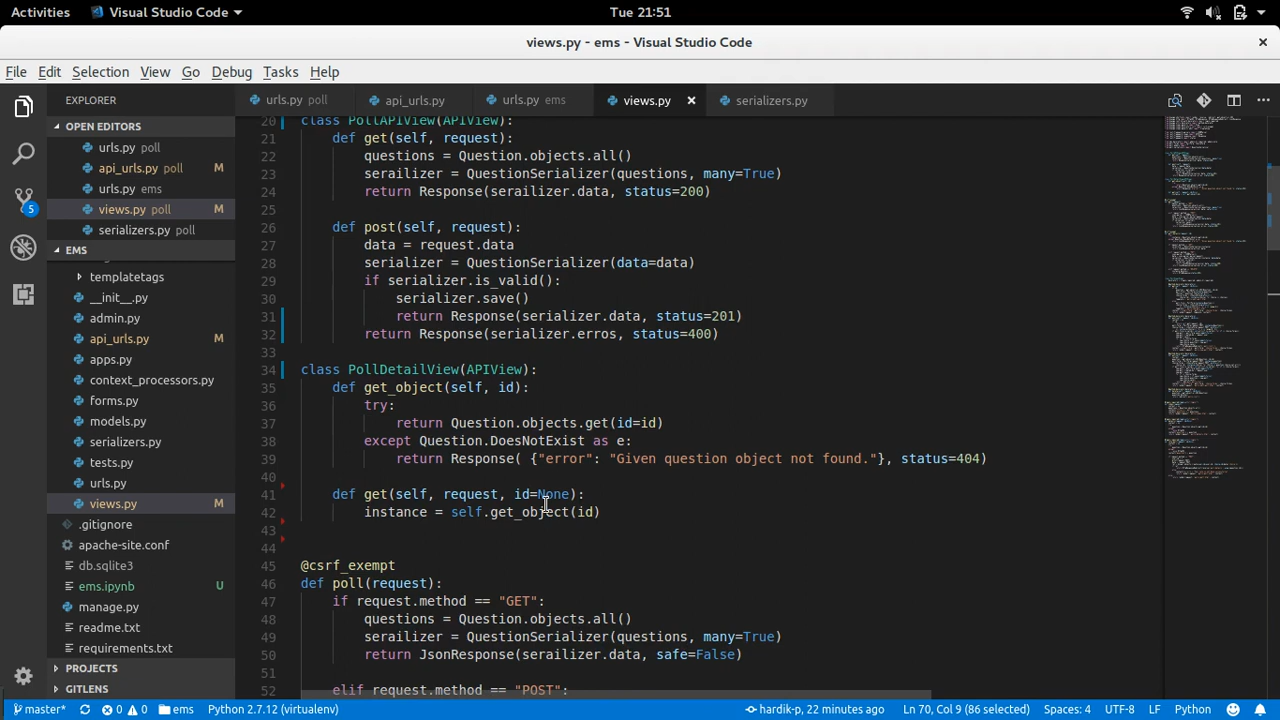 Activities Visual Studio Code Tue 21:51
views.py - ems - Visual Studio Code
File Edit Selection View Go Debug Tasks Help
EXPLORER
OPEN EDITORS
urls.py poll
api_urls.py poll M
urls.py ems
views.py poll M
serializers.py poll
EMS
templatetags
__init__.py
admin.py
api_urls.py M
apps.py
context_processors.py
forms.py
models.py
serializers.py
tests.py
urls.py
views.py M
.gitignore
apache-site.conf
db.sqlite3
ems.ipynb U
manage.py
readme.txt
requirements.txt
PROJECTS
GITLENS
5
urls.py poll api_urls.py urls.py ems views.py serializers.py
20 class PollAPIView(APIView):
21 def get(self, request):
22 questions = Question.objects.all()
23 serailizer = QuestionSerializer(questions, many=True)
24 return Response(serailizer.data, status=200)
25
26 def post(self, request):
27 data = request.data
28 serializer = QuestionSerializer(data=data)
29 if serializer.is_valid():
30 serializer.save()
31 return Response(serializer.data, status=201)
32 return Response(serializer.erros, status=400)
33
34 class PollDetailView(APIView):
35 def get_object(self, id):
36 try:
37 return Question.objects.get(id=id)
38 except Question.DoesNotExist as e:
39 return Response( {"error": "Given question object not found."}, status=404)
40
41 def get(self, request, id=None):
42 instance = self.get_object(id)
43
44
45 @csrf_exempt
46 def poll(request):
47 if request.method == "GET":
48 questions = Question.objects.all()
49 serailizer = QuestionSerializer(questions, many=True)
50 return JsonResponse(serailizer.data, safe=False)
51
52 elif request.method == "POST":
master* 0 0 ems Python 2.7.12 (virtualenv) hardik-p, 22 minutes ago Ln 70, Col 9 (86 selected) Spaces: 4 UTF-8 LF Python